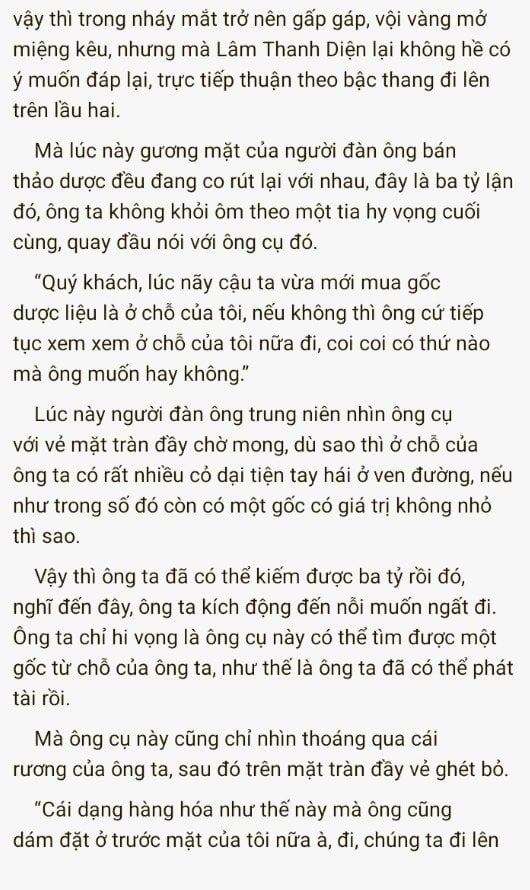 vậy thì trong nháy mắt trở nên gấp gáp, vội vàng mở
miệng kêu, nhưng mà Lâm Thanh Diện lại không hề có
ý muốn đáp lại, trực tiếp thuận theo bậc thang đi lên
trên lầu hai.
Mà lúc này gương mặt của người đàn ông bán
thảo dược đều đang co rút lại với nhau, đây là ba tỷ lận
đó, ông ta không khỏi ôm theo một tia hy vọng cuối
cùng, quay đầu nói với ông cụ đó.
“Quý khách, lúc nãy cậu ta vừa mới mua gốc
dược liệu là ở chỗ của tôi, nếu không thì ông cứ tiếp
tục xem xem ở chỗ của tôi nữa đi, coi coi có thứ nào
mà ông muốn hay không.”
Lúc này người đàn ông trung niên nhìn ông cụ
với vẻ mặt tràn đầy chờ mong, dù sao thì ở chỗ của
ông ta có rất nhiều cỏ dại tiện tay hái ở ven đường, nếu
như trong số đó còn có một gốc có giá trị không nhỏ
thì sao.
Vậy thì ông ta đã có thể kiếm được ba tỷ rồi đó,
nghĩ đến đây, ông ta kích động đến nỗi muốn ngất đi.
Ông ta chỉ hi vọng là ông cụ này có thể tìm được một
gốc từ chỗ của ông ta, như thế là ông ta đã có thể phát
tài rồi.
Mà ông cụ này cũng chỉ nhìn thoáng qua cái
rương của ông ta, sau đó trên mặt tràn đầy vẻ ghét bỏ.
“Cái dạng hàng hóa như thế này mà ông cũng
dám đặt ở trước mặt của tôi nữa à, đi, chúng ta đi lên